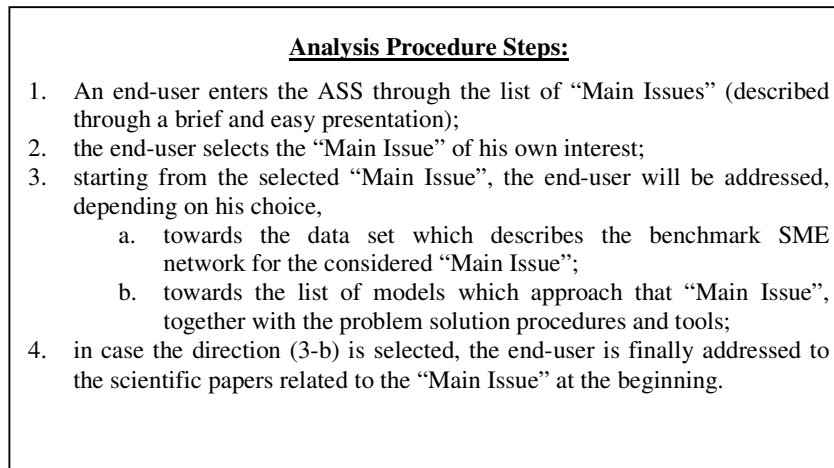 Analysis Procedure Steps:
1. An end-user enters the ASS through the list of “Main Issues” (described
through a brief and easy presentation);
2. the end-user selects the “Main Issue” of his own interest;
3. starting from the selected “Main Issue”, the end-user will be addressed,
depending on his choice,
a. towards the data set which describes the benchmark SME
network for the considered “Main Issue”;
b. towards the list of models which approach that “Main Issue”,
together with the problem solution procedures and tools;
4. in case the direction (3-b) is selected, the end-user is finally addressed to
the scientific papers related to the “Main Issue” at the beginning.